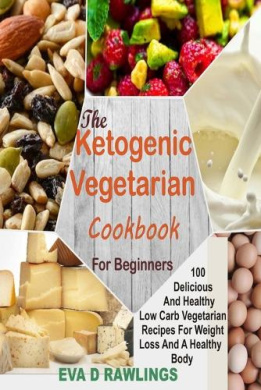 The
Ketogenic
Vegetarian
Cookbook
For Beginners
100
Delicious
And Healthy
Low Carb Vegetarian
Recipes For Weight
Loss And A Healthy
Body
EVA D RAWLINGS